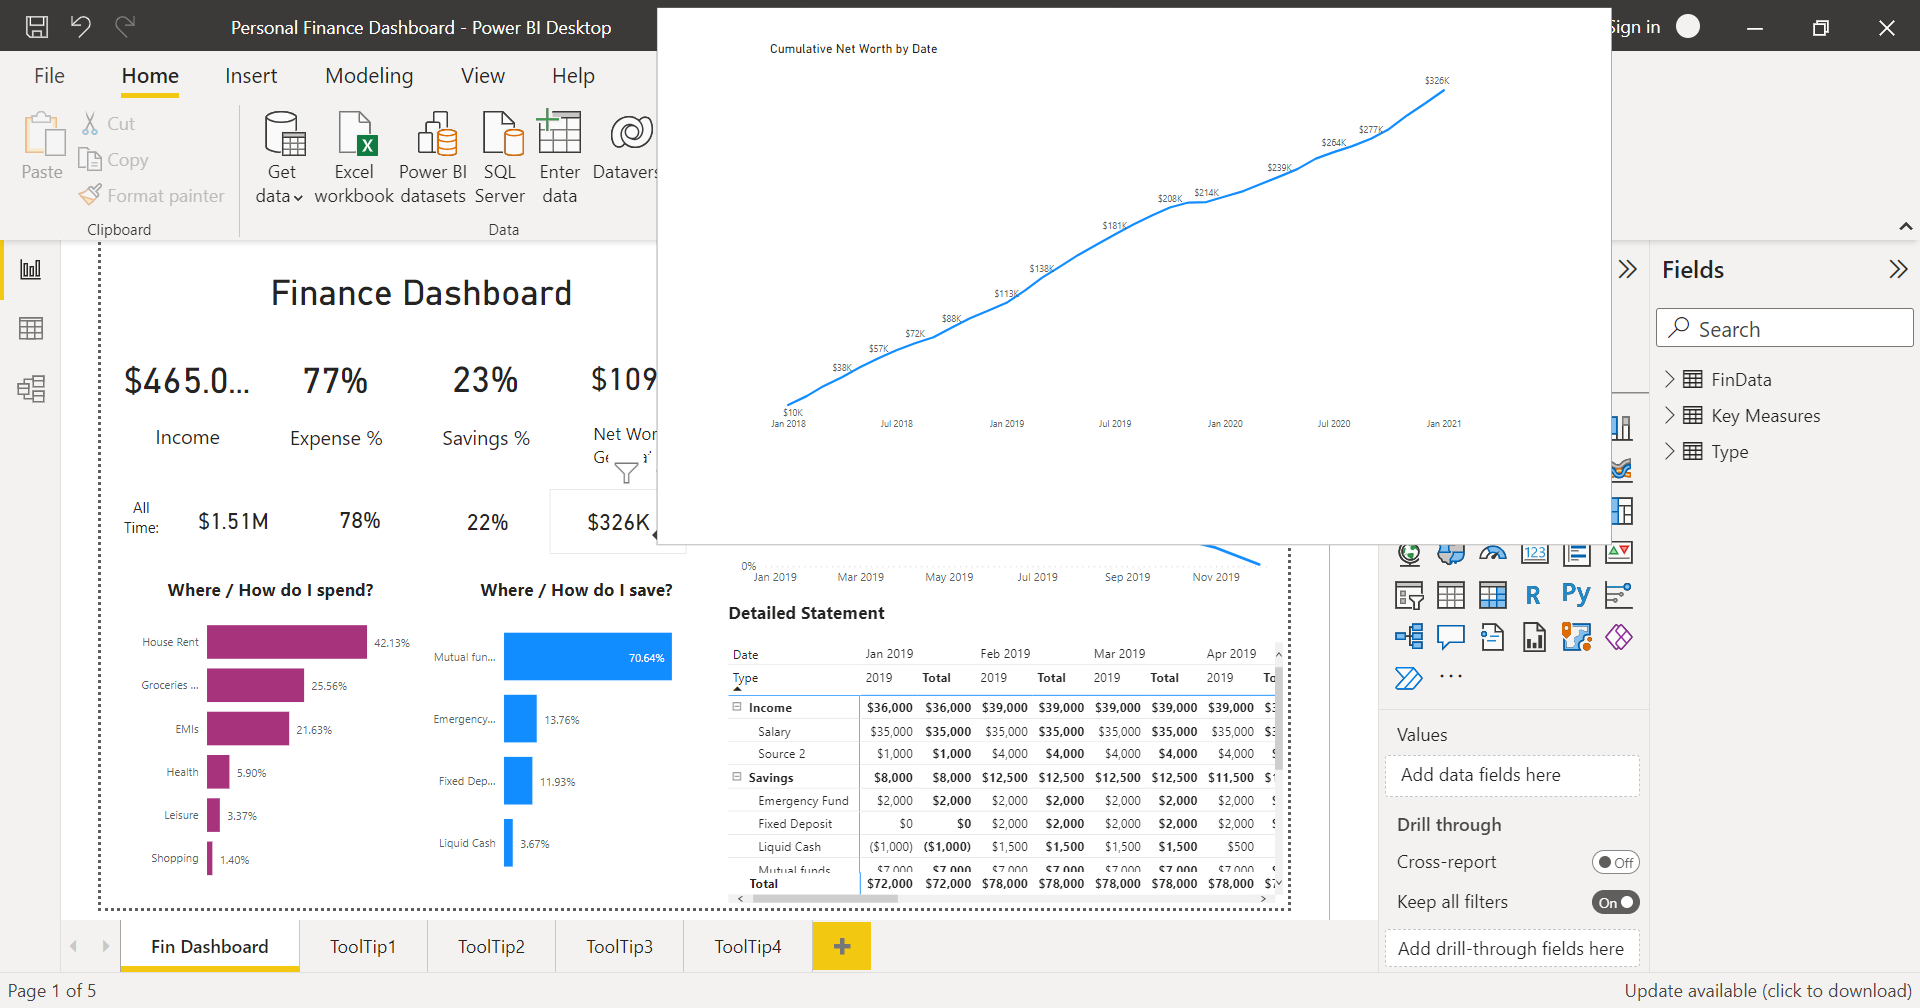 Personal Finance Dashboard - Power BI Desktop
Sign in
File
Home
Insert
Modeling
View
Help
Paste
Cut
Copy
Format painter
Clipboard
Get data
Excel workbook
Power BI datasets
SQL Server
Enter data
Datavers
Data
Cumulative Net Worth by Date
$10K
$38K
$57K
$72K
$88K
$113K
$138K
$181K
$208K
$214K
$239K
$264K
$277K
$326K
Jan 2018
Jul 2018
Jan 2019
Jul 2019
Jan 2020
Jul 2020
Jan 2021
Finance Dashboard
$465.0...
77%
23%
$109
Income
Expense %
Savings %
Net Wor
All Time:
$1.51M
78%
22%
$326K
Where / How do I spend?
House Rent 42.13%
Groceries ... 25.56%
EMIs 21.63%
Health 5.90%
Leisure 3.37%
Shopping 1.40%
Where / How do I save?
Mutual fun... 70.64%
Emergency... 13.76%
Fixed Dep... 11.93%
Liquid Cash 3.67%
0%
Jan 2019
Mar 2019
May 2019
Jul 2019
Sep 2019
Nov 2019
Detailed Statement
Date Jan 2019 Feb 2019 Mar 2019 Apr 2019
Type 2019 Total 2019 Total 2019 Total 2019 To
Income $36,000 $36,000 $39,000 $39,000 $39,000 $39,000 $39,000
Salary $35,000 $35,000 $35,000 $35,000 $35,000 $35,000 $35,000
Source 2 $1,000 $1,000 $4,000 $4,000 $4,000 $4,000 $4,000
Savings $8,000 $8,000 $12,500 $12,500 $12,500 $12,500 $11,500
Emergency Fund $2,000 $2,000 $2,000 $2,000 $2,000 $2,000 $2,000
Fixed Deposit $0 $0 $2,000 $2,000 $2,000 $2,000 $2,000
Liquid Cash ($1,000) ($1,000) $1,500 $1,500 $1,500 $1,500 $500
Mutual funds $7,000 $7,000 $7,000 $7,000 $7,000 $7,000 $7,000
Total $72,000 $72,000 $78,000 $78,000 $78,000 $78,000 $78,000
123
R
Py
...
Values
Add data fields here
Drill through
Cross-report
Off
Keep all filters
On
Add drill-through fields here
Fields
Search
FinData
Key Measures
Type
Fin Dashboard
ToolTip1
ToolTip2
ToolTip3
ToolTip4
Page 1 of 5
Update available (click to download)